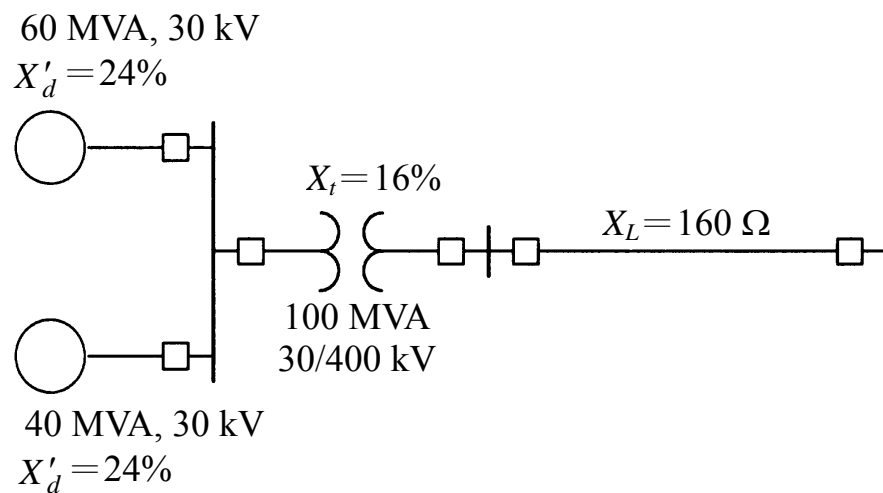 60 MVA, 30 kV
X′d = 24%
Xt = 16%
XL = 160 Ω
100 MVA
30/400 kV
40 MVA, 30 kV
X′d = 24%